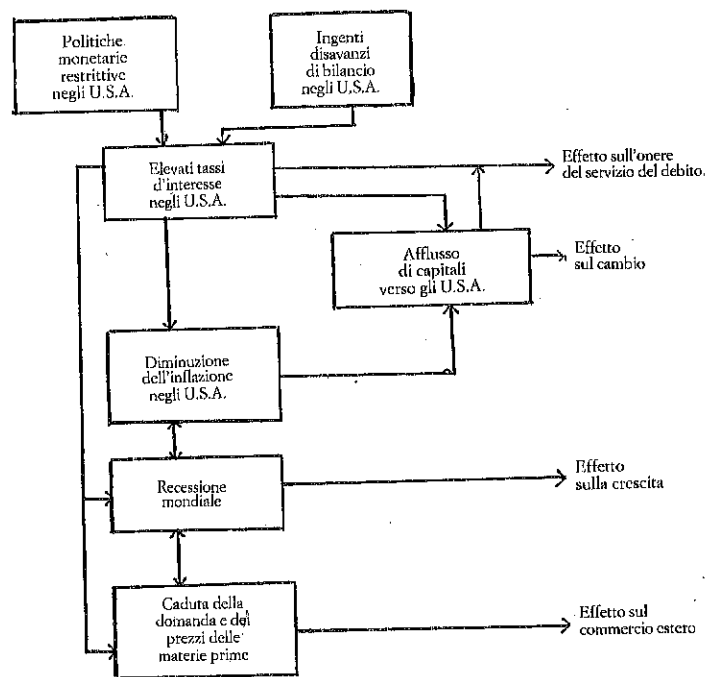 Politiche
monetarie
restrittive
negli U.S.A.
Ingenti
disavanzi
di bilancio
negli U.S.A.
Elevati tassi
d'interesse
negli U.S.A.
Effetto sull'onere
del servizio del debito.
Afflusso
di capitali
verso gli U.S.A.
Effetto
sul cambio
Diminuzione
dell'inflazione
negli U.S.A.
Recessione
mondiale
Effetto
sulla crescita
Caduta della
domanda e dei
prezzi delle
materie prime
Effetto sul
commercio estero